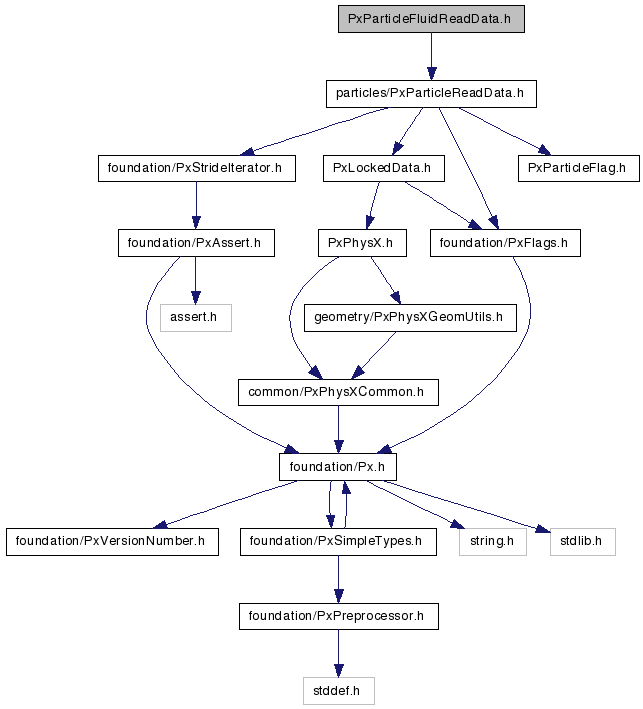 PxParticleFluidReadData.h
particles/PxParticleReadData.h
foundation/PxStrideIterator.h
PxLockedData.h
PxParticleFlag.h
foundation/PxAssert.h
PxPhysX.h
foundation/PxFlags.h
assert.h
geometry/PxPhysXGeomUtils.h
common/PxPhysXCommon.h
foundation/Px.h
foundation/PxVersionNumber.h
foundation/PxSimpleTypes.h
string.h
stdlib.h
foundation/PxPreprocessor.h
stddef.h